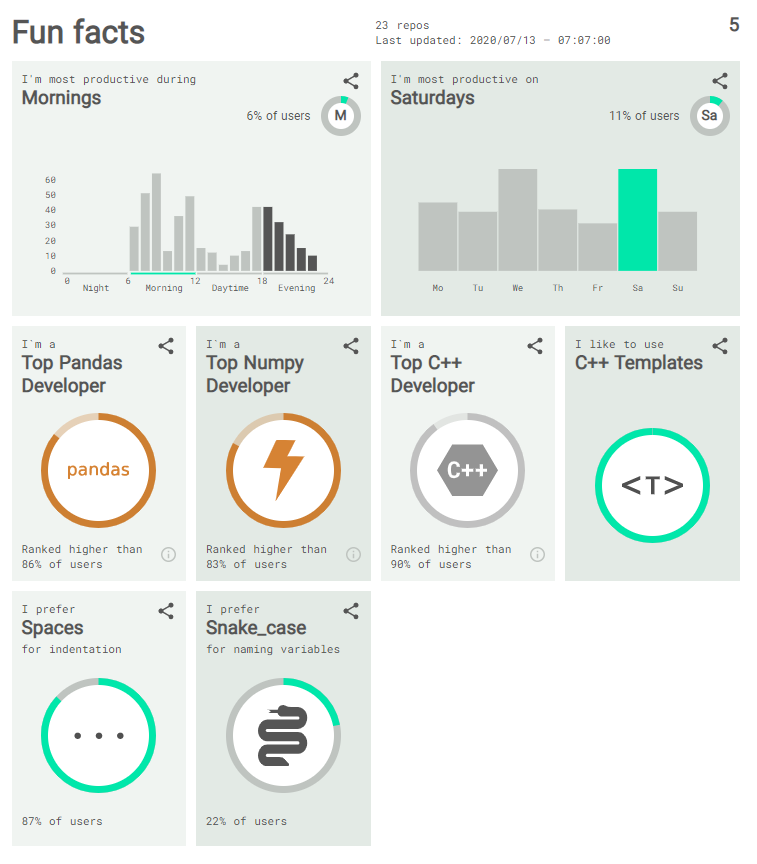 Fun facts
23 repos
Last updated: 2020/07/13 – 07:07:00
5
I'm most productive during
Mornings
6% of users
M
60
50
40
30
20
10
0
0 6 12 18 24
Night Morning Daytime Evening
I'm most productive on
Saturdays
11% of users
Sa
Mo Tu We Th Fr Sa Su
I'm a
Top Pandas
Developer
pandas
Ranked higher than
86% of users
I'm a
Top Numpy
Developer
Ranked higher than
83% of users
I'm a
Top C++
Developer
C++
Ranked higher than
90% of users
I like to use
C++ Templates
<T>
I prefer
Spaces
for indentation
87% of users
I prefer
Snake_case
for naming variables
22% of users